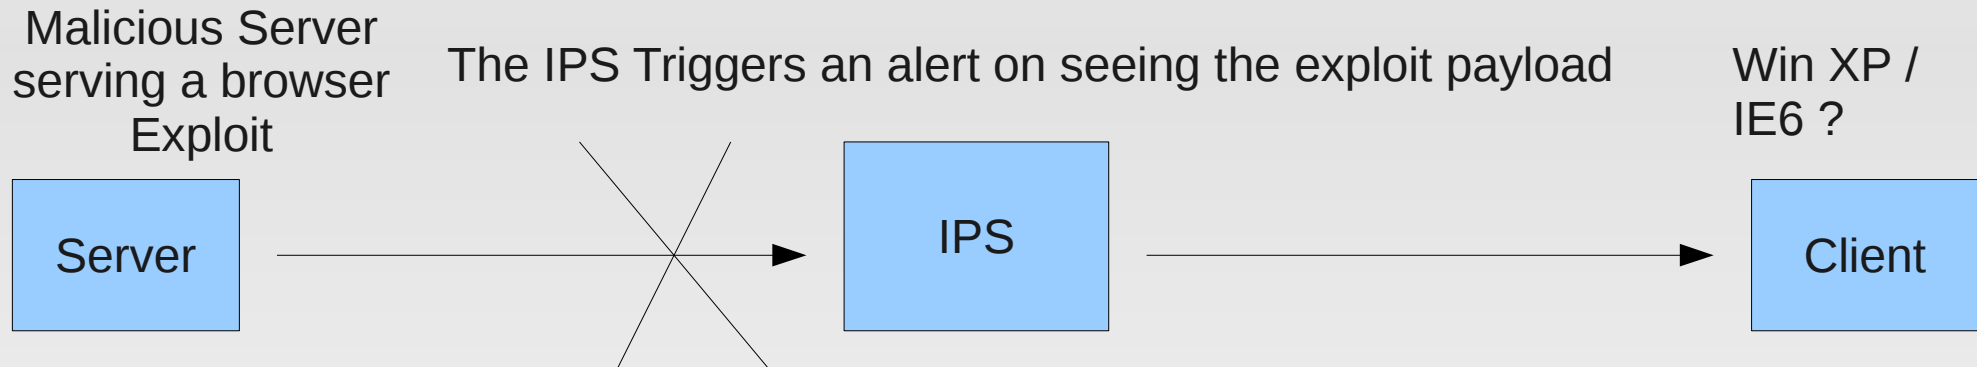 Malicious Server
serving a browser
Exploit
The IPS Triggers an alert on seeing the exploit payload
Win XP /
IE6 ?
Server
IPS
Client